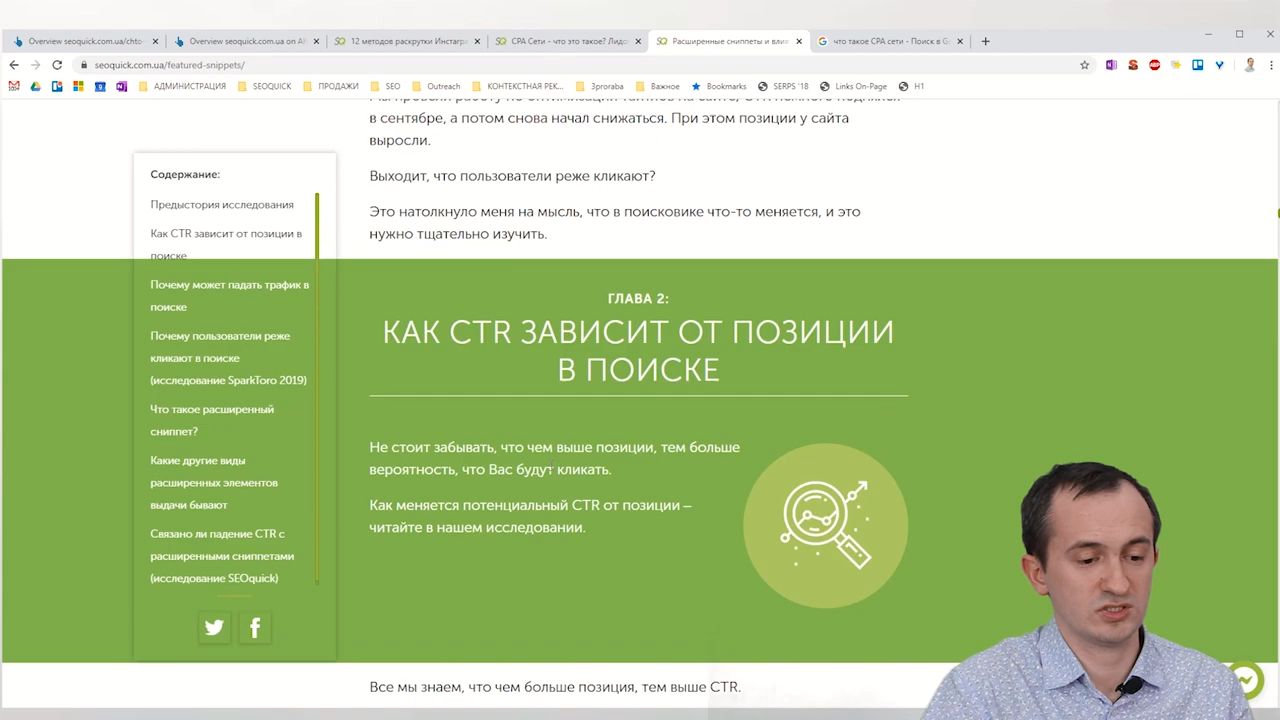 Overview seoquick.com.ua/chto-
Overview seoquick.com.ua on Ah
12 методов раскрутки Инстагра
CPA Сети - что это такое? Лидо
Расширенные сниппеты и влия
что такое CPA сети - Поиск в G
seoquick.com.ua/featured-snippets/
АДМИНИСТРАЦИЯ
SEOQUICK
ПРОДАЖИ
SEO
Outreach
КОНТЕКСТНАЯ РЕК...
3proraba
Важное
Bookmarks
SERPS '18
Links On-Page
H1
в сентябре, а потом снова начал снижаться. При этом позиции у сайта
выросли.
Выходит, что пользователи реже кликают?
Это натолкнуло меня на мысль, что в поисковике что-то меняется, и это
нужно тщательно изучить.
Содержание:
Предыстория исследования
Как CTR зависит от позиции в
поиске
Почему может падать трафик в
поиске
Почему пользователи реже
кликают в поиске
(исследование SparkToro 2019)
Что такое расширенный
сниппет?
Какие другие виды
расширенных элементов
выдачи бывают
Связано ли падение CTR с
расширенными сниппетами
(исследование SEOquick)
ГЛАВА 2:
КАК CTR ЗАВИСИТ ОТ ПОЗИЦИИ
В ПОИСКЕ
Не стоит забывать, что чем выше позиции, тем больше
вероятность, что Вас будут кликать.
Как меняется потенциальный CTR от позиции –
читайте в нашем исследовании.
Все мы знаем, что чем больше позиция, тем выше CTR.